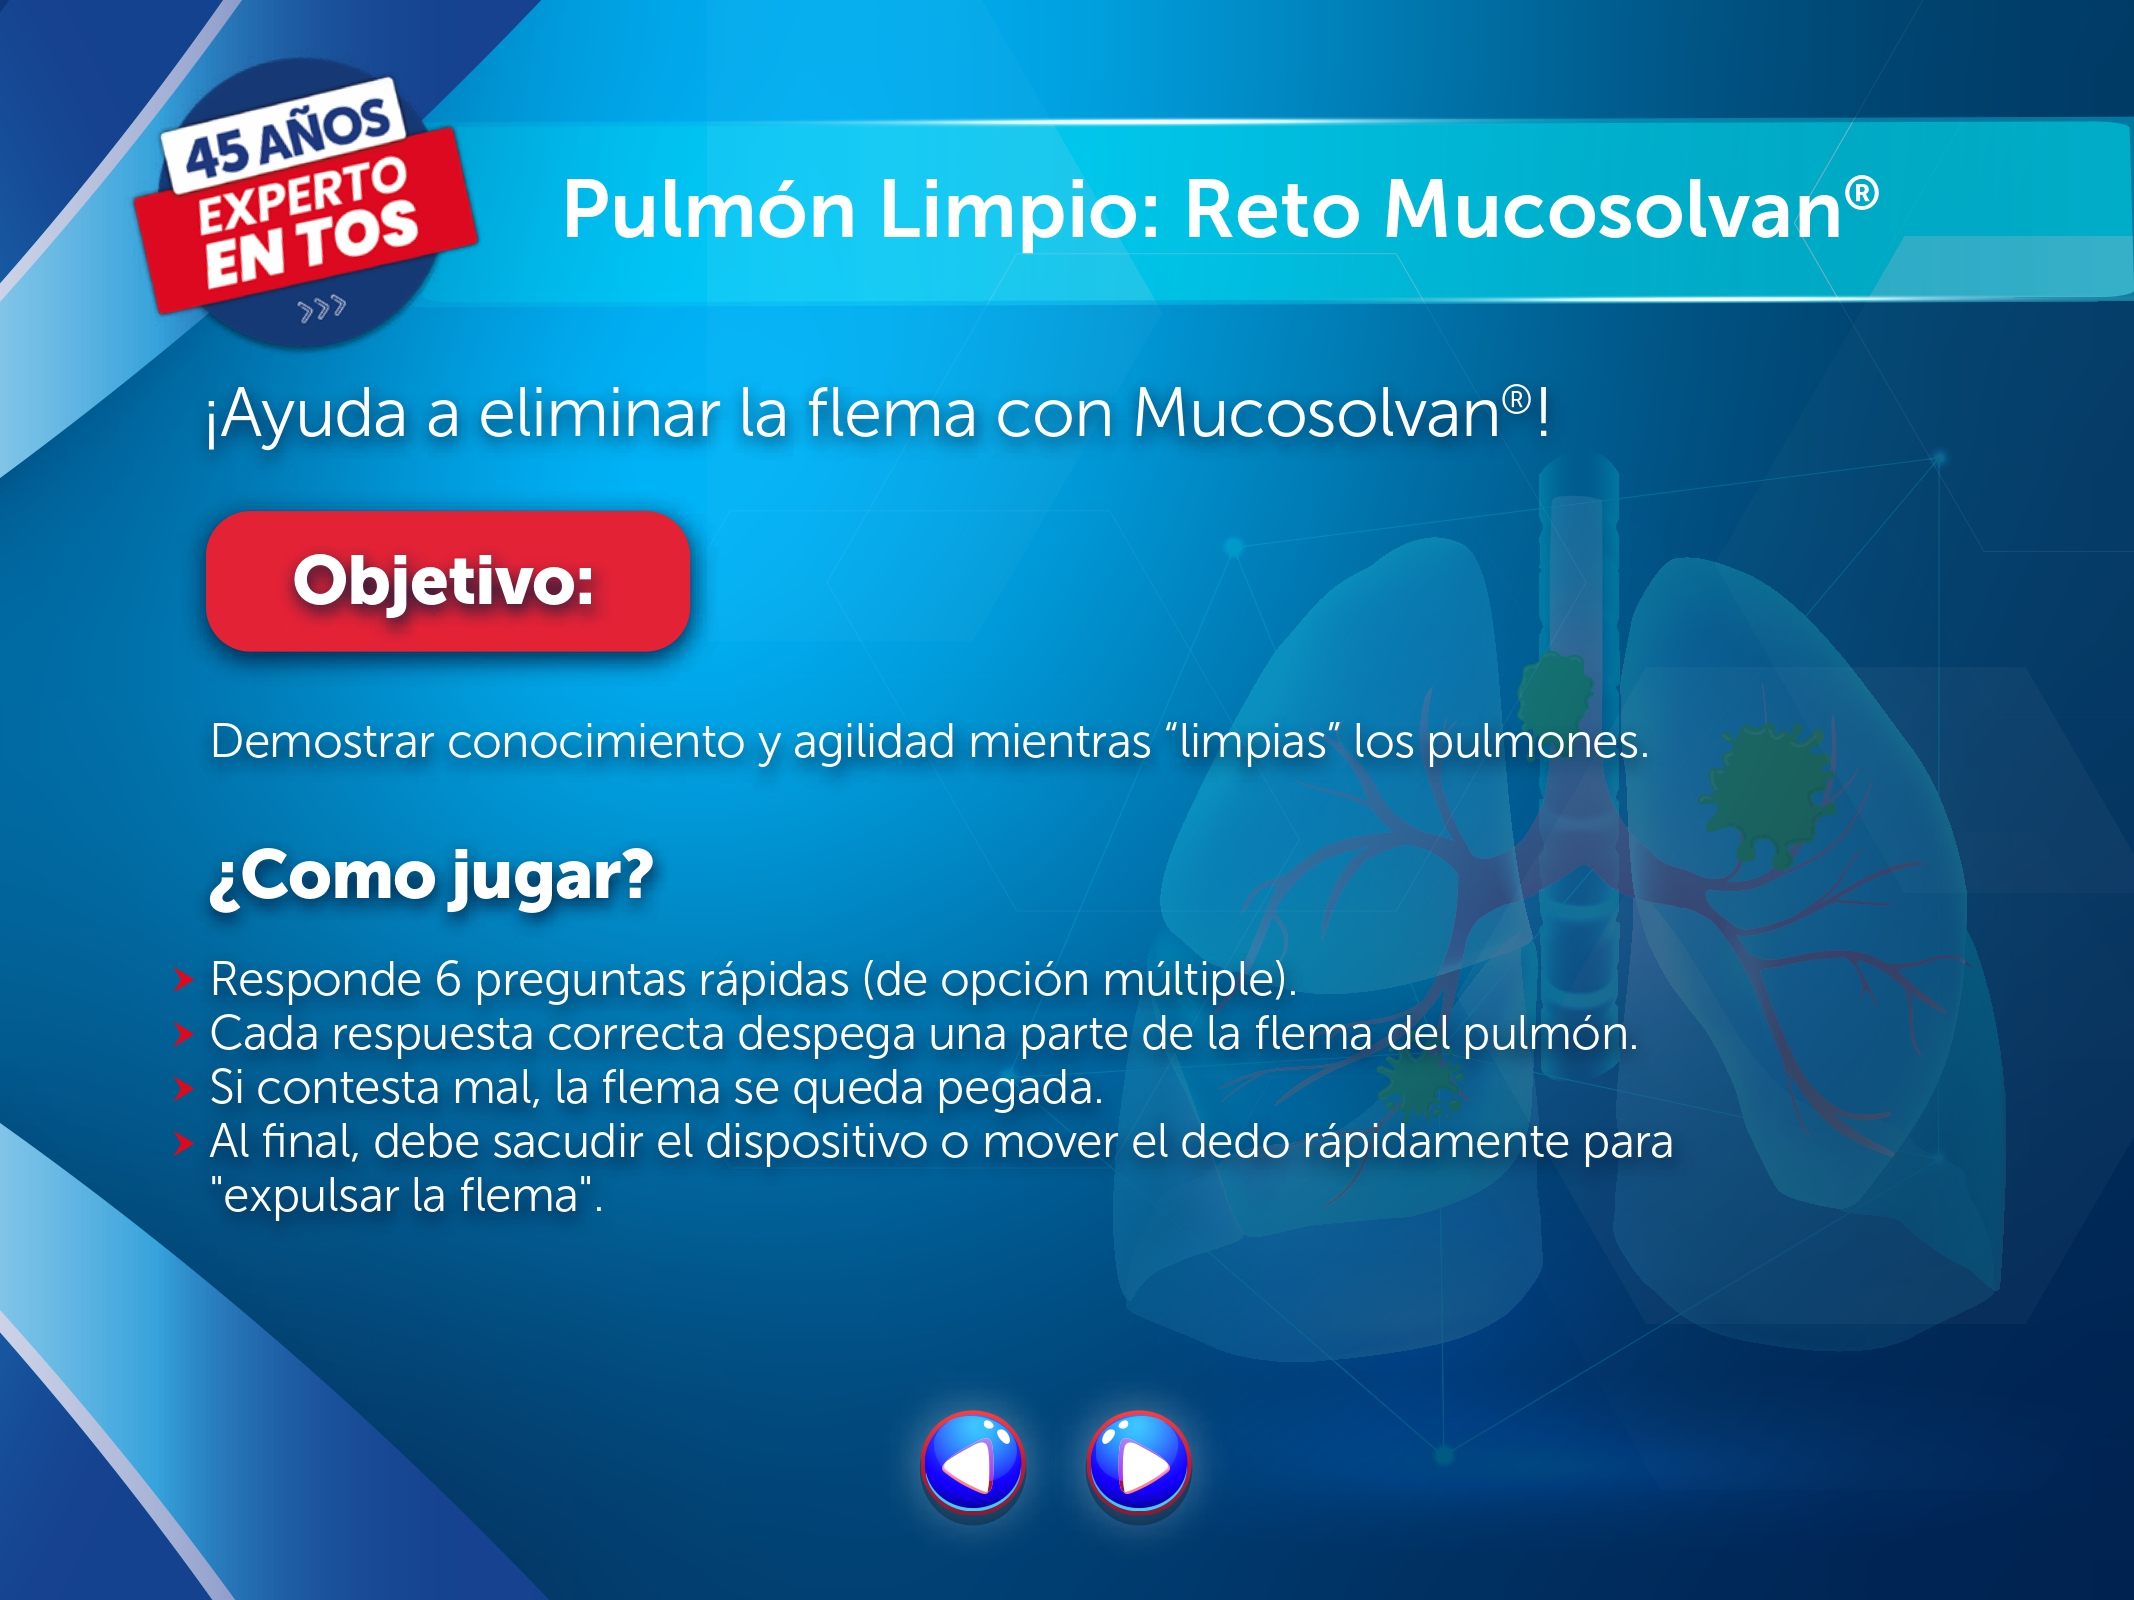 45 AÑOS
EXPERTO
EN TOS
Pulmón Limpio: Reto Mucosolvan®
¡Ayuda a eliminar la flema con Mucosolvan®!
Objetivo:
Demostrar conocimiento y agilidad mientras “limpias” los pulmones.
¿Como jugar?
Responde 6 preguntas rápidas (de opción múltiple).
Cada respuesta correcta despega una parte de la flema del pulmón.
Si contesta mal, la flema se queda pegada.
Al final, debe sacudir el dispositivo o mover el dedo rápidamente para
"expulsar la flema".